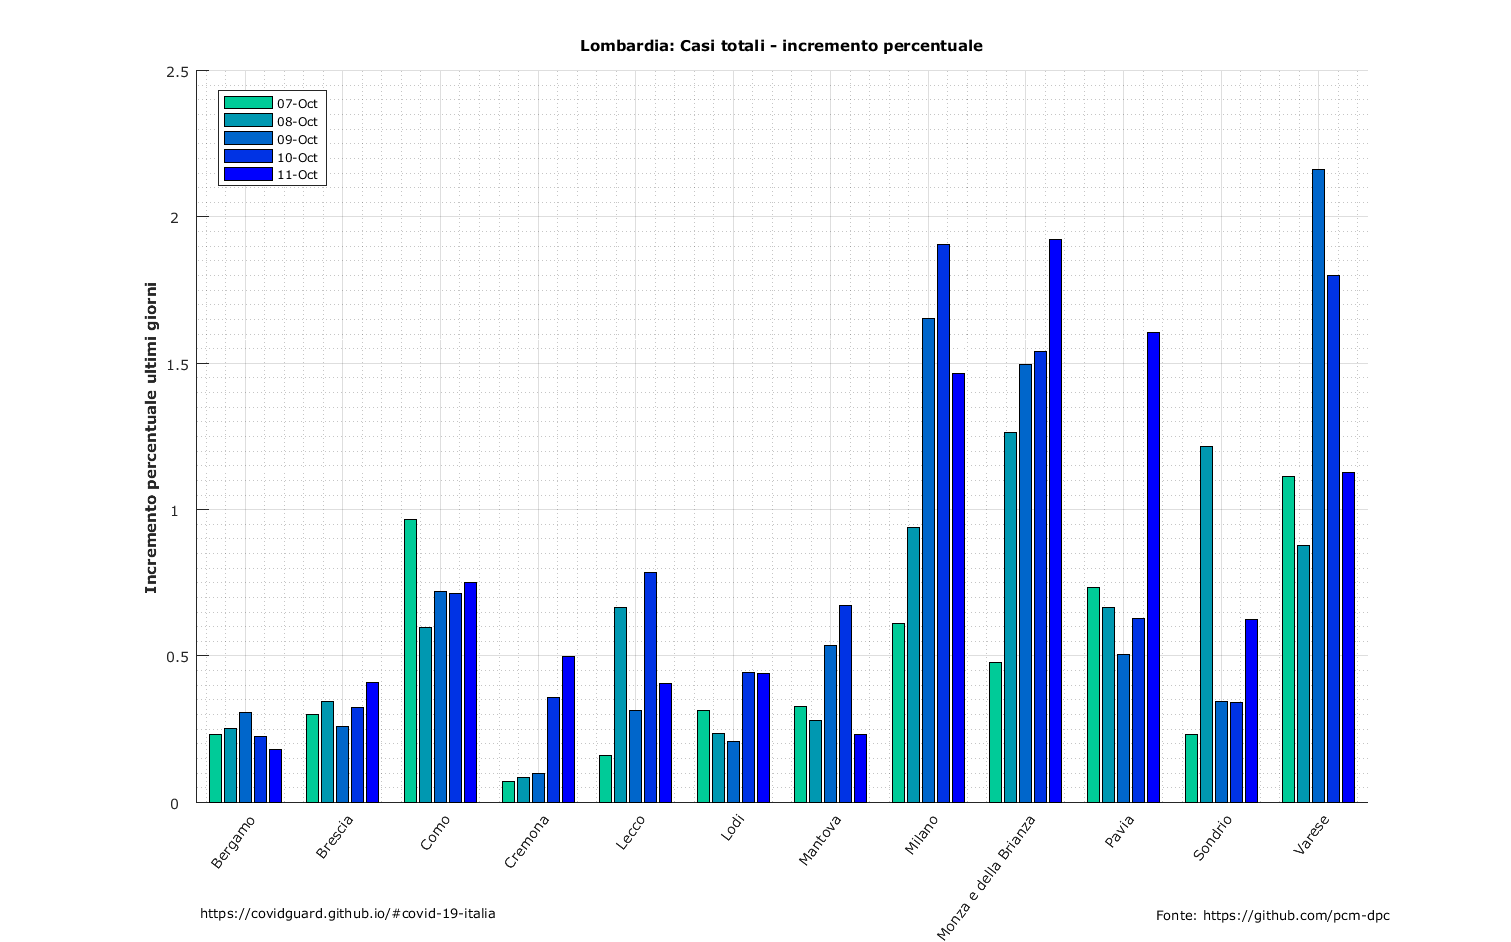 Lombardia: Casi totali - incremento percentuale
2.5
2
1.5
1
0.5
0
Incremento percentuale ultimi giorni
07-Oct
08-Oct
09-Oct
10-Oct
11-Oct
Bergamo
Brescia
Como
Cremona
Lecco
Lodi
Mantova
Milano
Monza e della Brianza
Pavia
Sondrio
Varese
https://covidguard.github.io/#covid-19-italia
Fonte: https://github.com/pcm-dpc